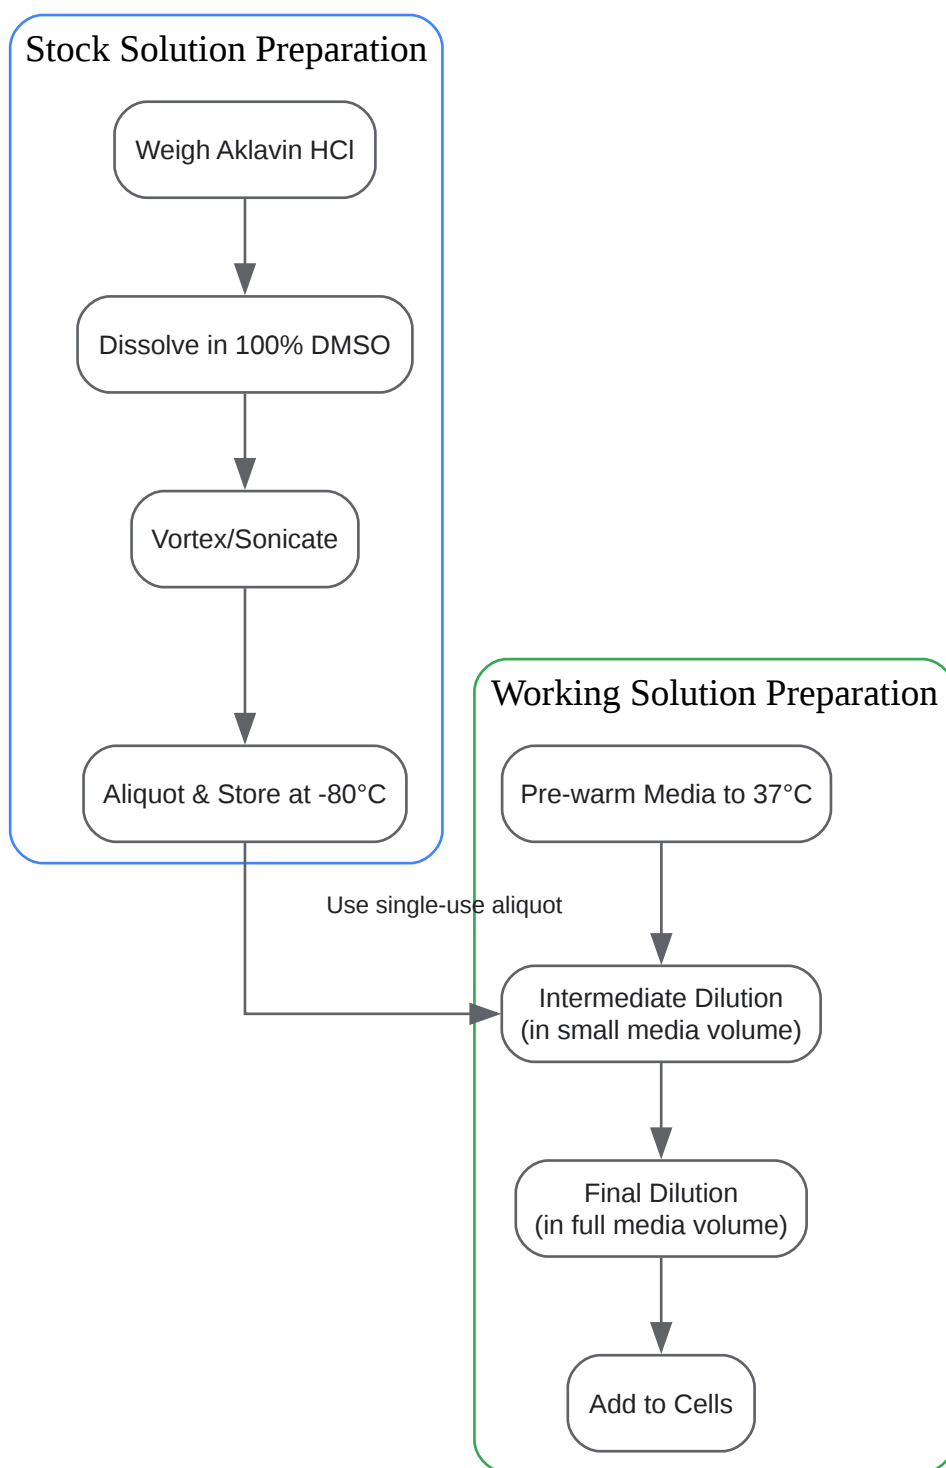 Stock Solution Preparation
Weigh Aklavin HCl
Dissolve in 100% DMSO
Vortex/Sonicate
Aliquot & Store at -80°C
Use single-use aliquot
Working Solution Preparation
Pre-warm Media to 37°C
Intermediate Dilution
(in small media volume)
Final Dilution
(in full media volume)
Add to Cells